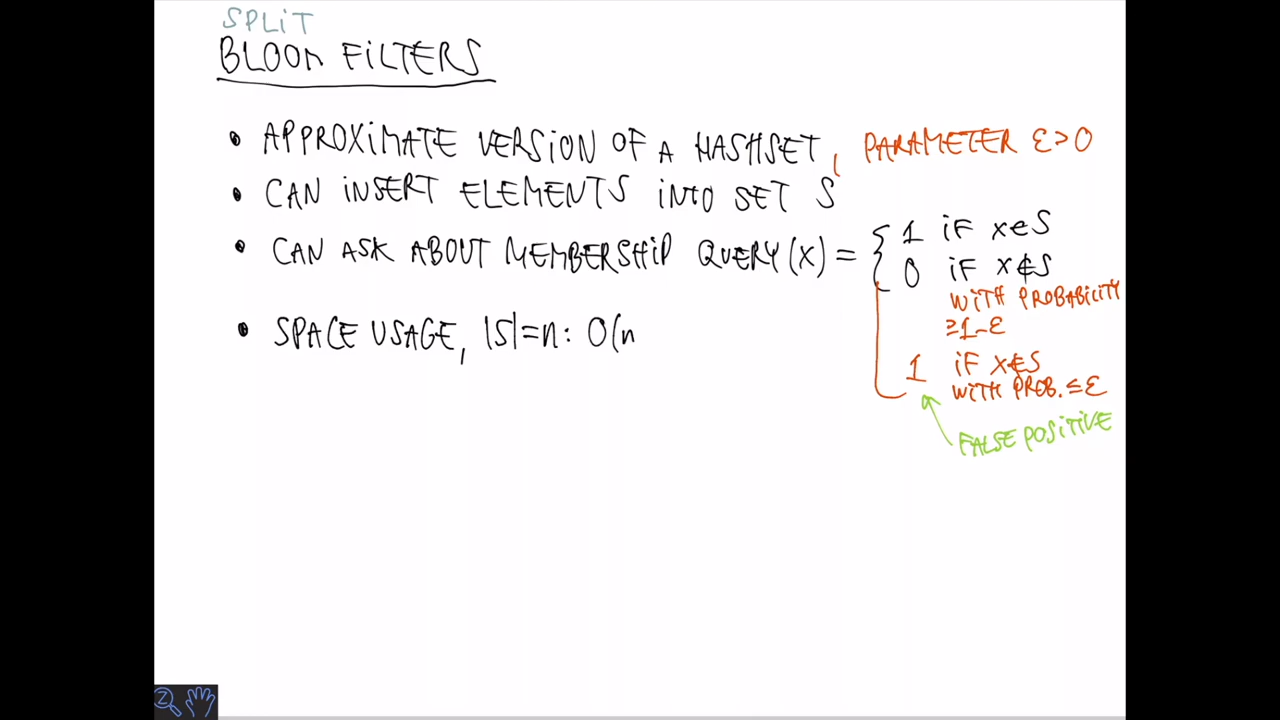 SPLiT
BLOOM FiLTERS
• APPROXiMATE VERSiON OF A HASHSET, PARAMETER ε>0
• CAN iNSERT ELEMENTS iNTO SET S
• CAN ASK ABOUT MEMBERSHiP QUERY(X) = { 1 iF x∈S
0 iF x∉S
WiTH PROBABiLiTY
≥1-ε
1 iF x∉S
WiTH PROB. ≤ε
FALSE POSiTiVE
• SPACE USAGE, |S|=n: O(n